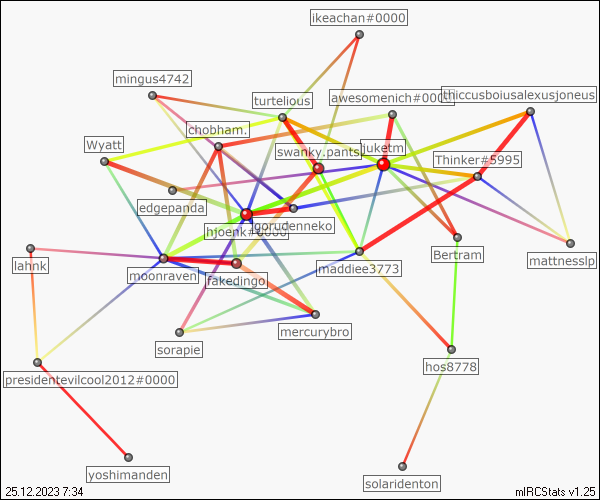 ikeachan#0000
mingus4742
turtelious
awesomenich#000
thiccusboiusalexusjoneus
chobham.
Wyatt
swanky.pants
juketm
Thinker#5995
edgepanda
hjoenk#0000
gorudenneko
lahnk
moonraven
fakedingo
maddiee3773
Bertram
mattnesslp
sorapie
mercurybro
presidentevilcool2012#0000
hos8778
yoshimanden
solaridenton
25.12.2023 7:34
mIRCStats v1.25